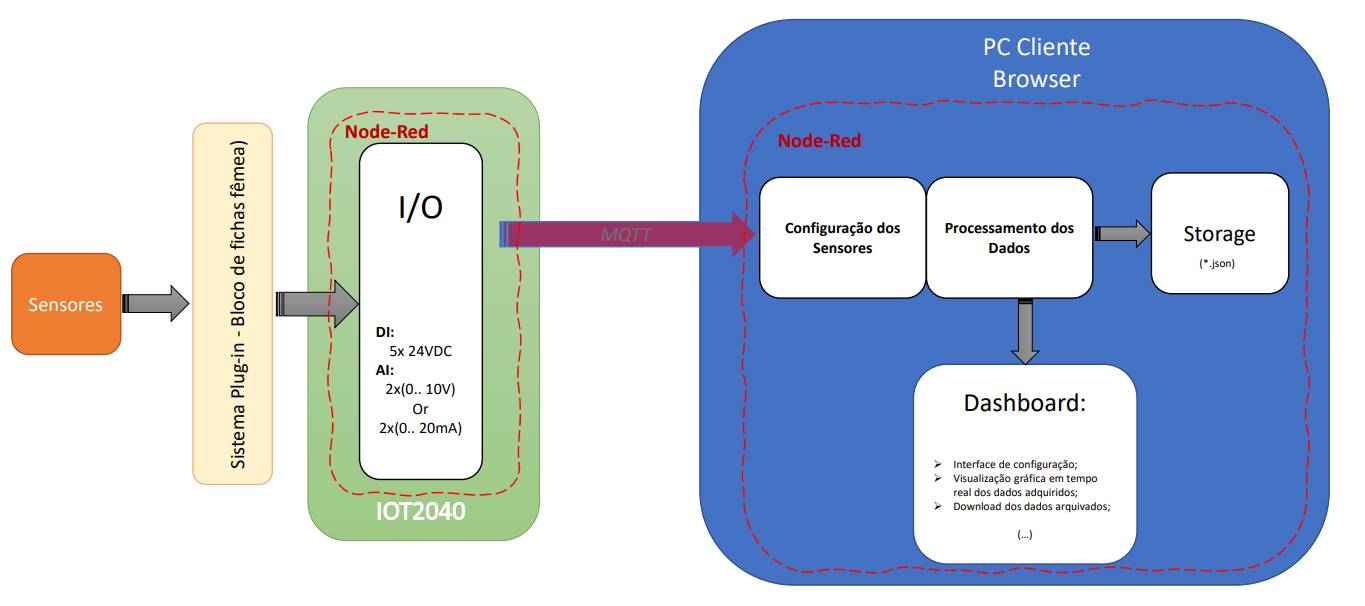 Sensores
Sistema Plug-in - Bloco de fichas fêmea)
Node-Red
I/O
DI:
5x 24VDC
AI:
2x(0.. 10V)
Or
2x(0.. 20mA)
IOT2040
MQTT
PC Cliente
Browser
Node-Red
Configuração dos
Sensores
Processamento dos
Dados
Storage
(*.json)
Dashboard:
➢ Interface de configuração;
➢ Visualização gráfica em tempo
real dos dados adquiridos;
➢ Download dos dados arquivados;
(...)